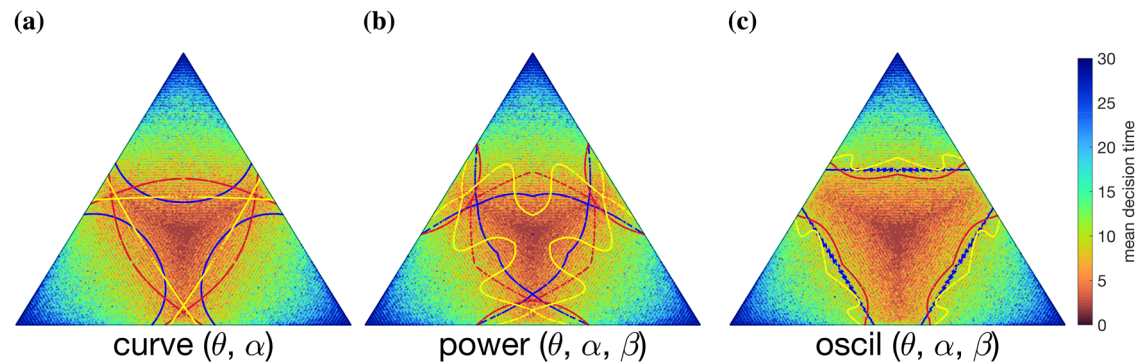 (a)
(b)
(c)
curve (θ, α)
power (θ, α, β)
oscil (θ, α, β)
30
25
20
15
10
5
0
mean decision time